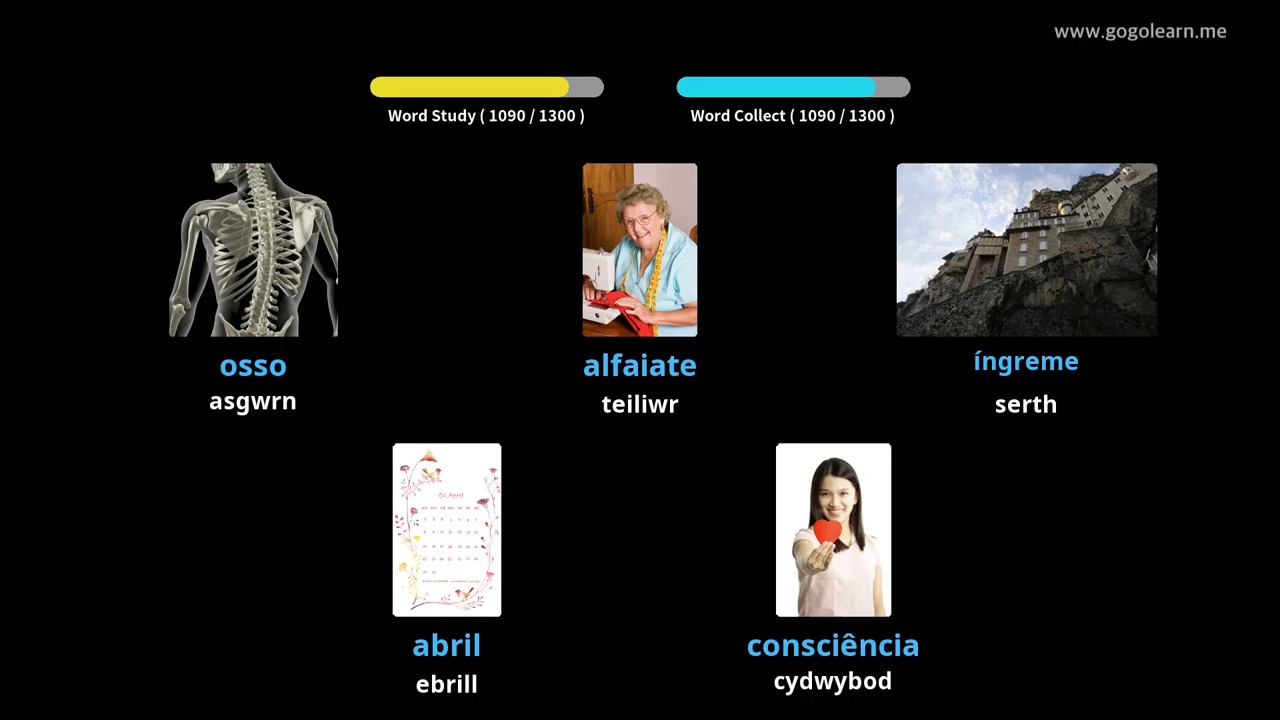 www.gogolearn.me
Word Study ( 1090 / 1300 )
Word Collect ( 1090 / 1300 )
osso
asgwrn
alfaiate
teiliwr
íngreme
serth
abril
ebrill
consciência
cydwybod